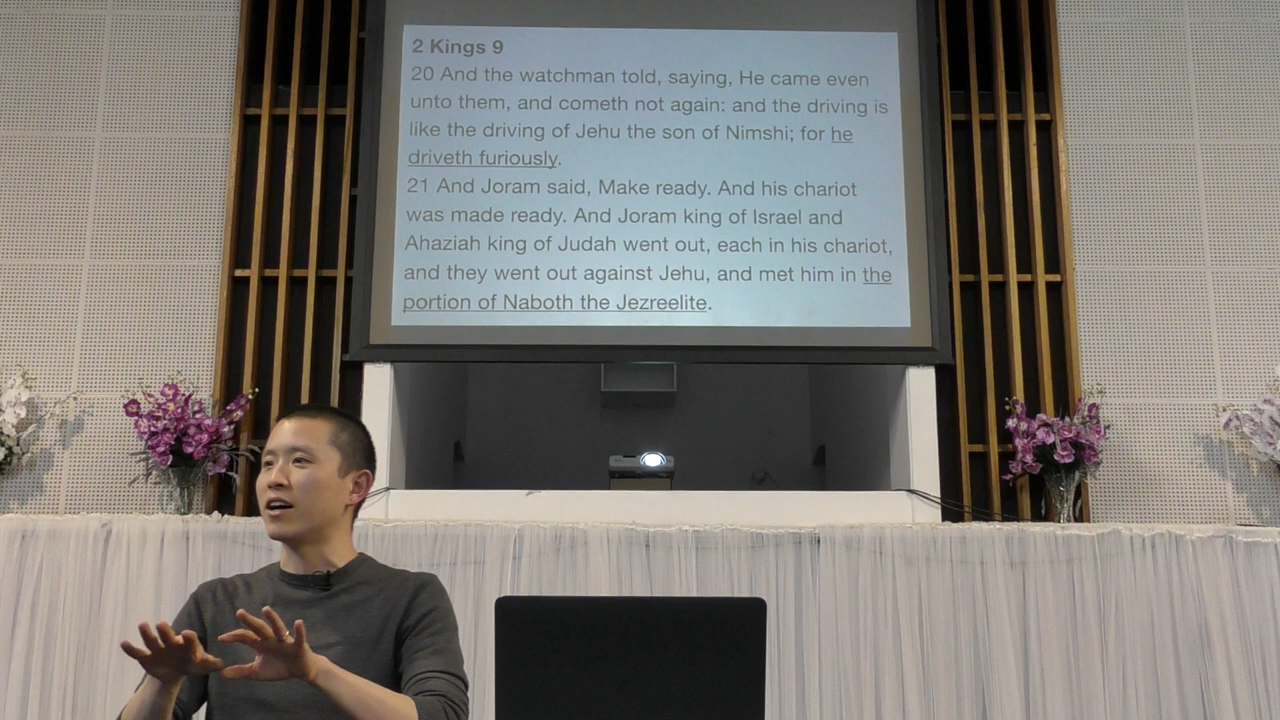 2 Kings 9
20 And the watchman told, saying, He came even
unto them, and cometh not again: and the driving is
like the driving of Jehu the son of Nimshi; for he
driveth furiously.
21 And Joram said, Make ready. And his chariot
was made ready. And Joram king of Israel and
Ahaziah king of Judah went out, each in his chariot,
and they went out against Jehu, and met him in the
portion of Naboth the Jezreelite.